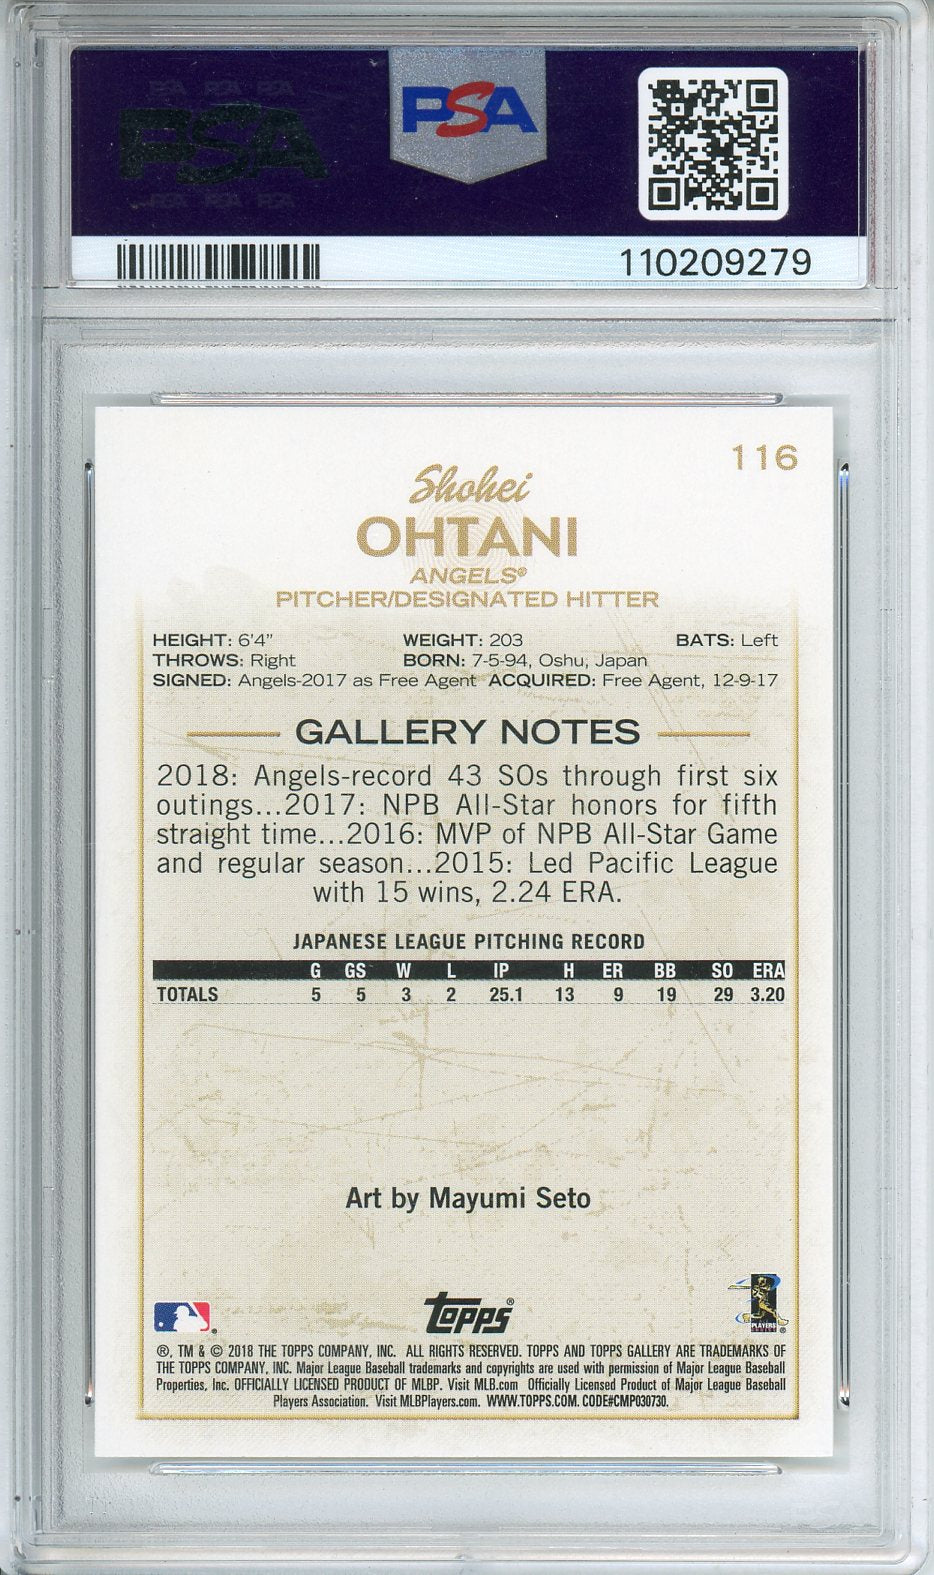 PSA PSA PSA
PSA
PSA PSA PSA
PSA
110209279
116
Shohei
OHTANI
ANGELS®
PITCHER/DESIGNATED HITTER
HEIGHT: 6'4" WEIGHT: 203 BATS: Left
THROWS: Right BORN: 7-5-94, Oshu, Japan
SIGNED: Angels-2017 as Free Agent ACQUIRED: Free Agent, 12-9-17
GALLERY NOTES
2018: Angels-record 43 SOs through first six
outings...2017: NPB All-Star honors for fifth
straight time...2016: MVP of NPB All-Star Game
and regular season...2015: Led Pacific League
with 15 wins, 2.24 ERA.
JAPANESE LEAGUE PITCHING RECORD
G GS W L IP H ER BB SO ERA
TOTALS 5 5 3 2 25.1 13 9 19 29 3.20
Art by Mayumi Seto
Topps®
PLAYERS
®, TM & © 2018 THE TOPPS COMPANY, INC. ALL RIGHTS RESERVED. TOPPS AND TOPPS GALLERY ARE TRADEMARKS OF
THE TOPPS COMPANY, INC. Major League Baseball trademarks and copyrights are used with permission of Major League Baseball
Properties, Inc. OFFICIALLY LICENSED PRODUCT OF MLBP. Visit MLB.com Officially Licensed Product of Major League Baseball
Players Association. Visit MLBPlayers.com. WWW.TOPPS.COM. CODE#CMP030730.